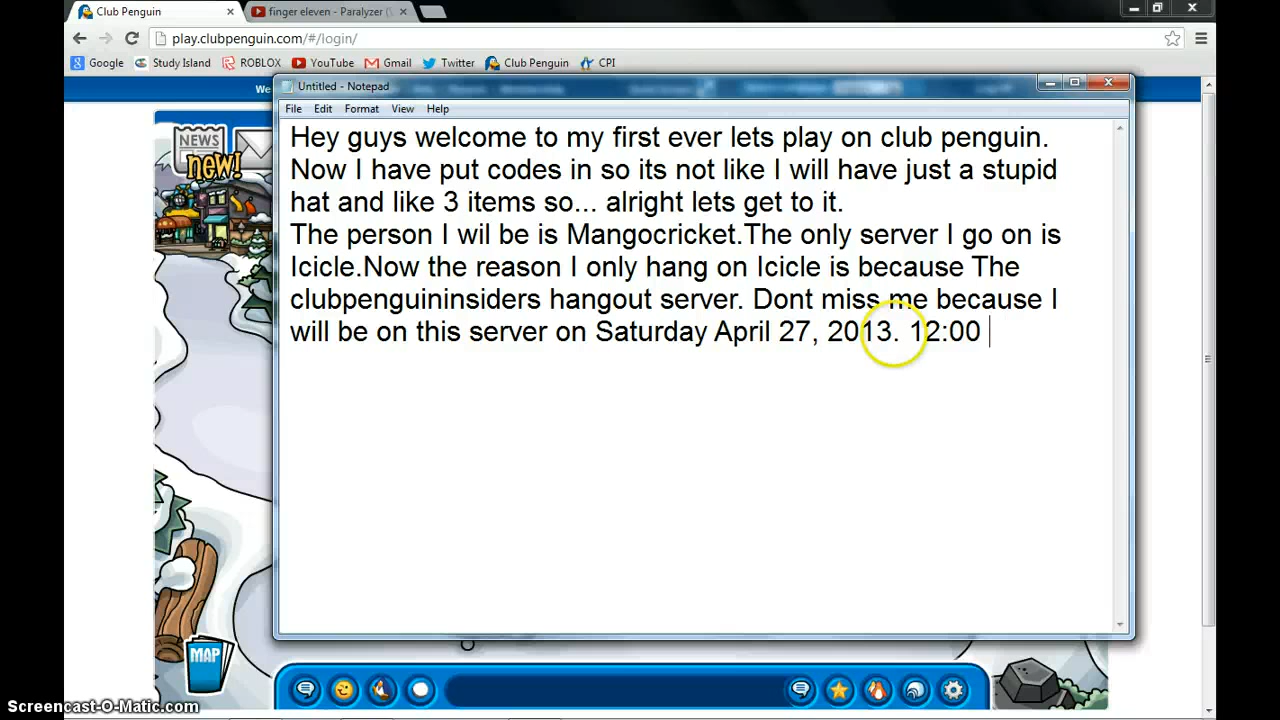 Club Penguin
finger eleven - Paralyzer (
play.clubpenguin.com/#/login/
Google Study Island ROBLOX YouTube Gmail Twitter Club Penguin CPI
We
Untitled - Notepad
File Edit Format View Help
NEWS
new!
Hey guys welcome to my first ever lets play on club penguin.
Now I have put codes in so its not like I will have just a stupid
hat and like 3 items so... alright lets get to it.
The person I wil be is Mangocricket.The only server I go on is
Icicle.Now the reason I only hang on Icicle is because The
clubpenguininsiders hangout server. Dont miss me because I
will be on this server on Saturday April 27, 2013. 12:00
MAP
Screencast-O-Matic.com